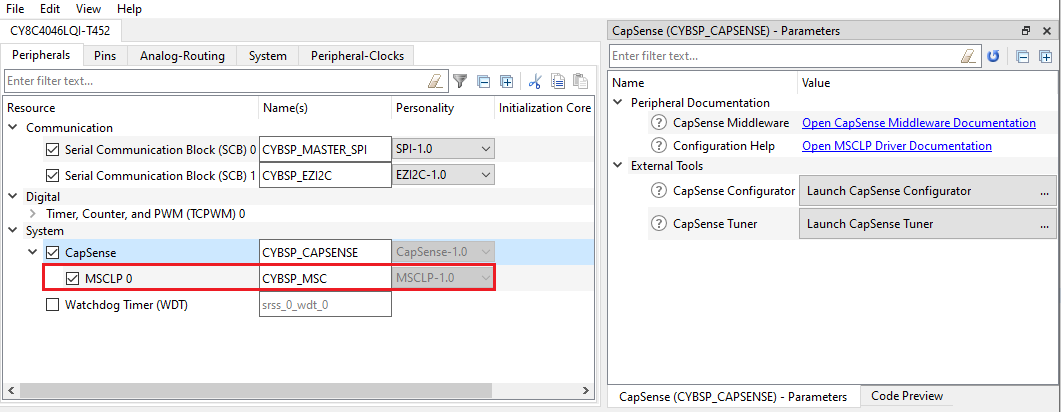 File Edit View Help
CY8C4046LQI-T452
Peripherals Pins Analog-Routing System Peripheral-Clocks
Enter filter text...
Resource Name(s) Personality Initialization Core
Communication
Serial Communication Block (SCB) 0 CYBSP_MASTER_SPI SPI-1.0
Serial Communication Block (SCB) 1 CYBSP_EZI2C EZI2C-1.0
Digital
Timer, Counter, and PWM (TCPWM) 0
System
CapSense CYBSP_CAPSENSE CapSense-1.0
MSCLP 0 CYBSP_MSC MSCLP-1.0
Watchdog Timer (WDT) srss_0_wdt_0
CapSense (CYBSP_CAPSENSE) - Parameters
Enter filter text...
Name Value
Peripheral Documentation
CapSense Middleware Open CapSense Middleware Documentation
Configuration Help Open MSCLP Driver Documentation
External Tools
CapSense Configurator Launch CapSense Configurator ...
CapSense Tuner Launch CapSense Tuner ...
CapSense (CYBSP_CAPSENSE) - Parameters Code Preview